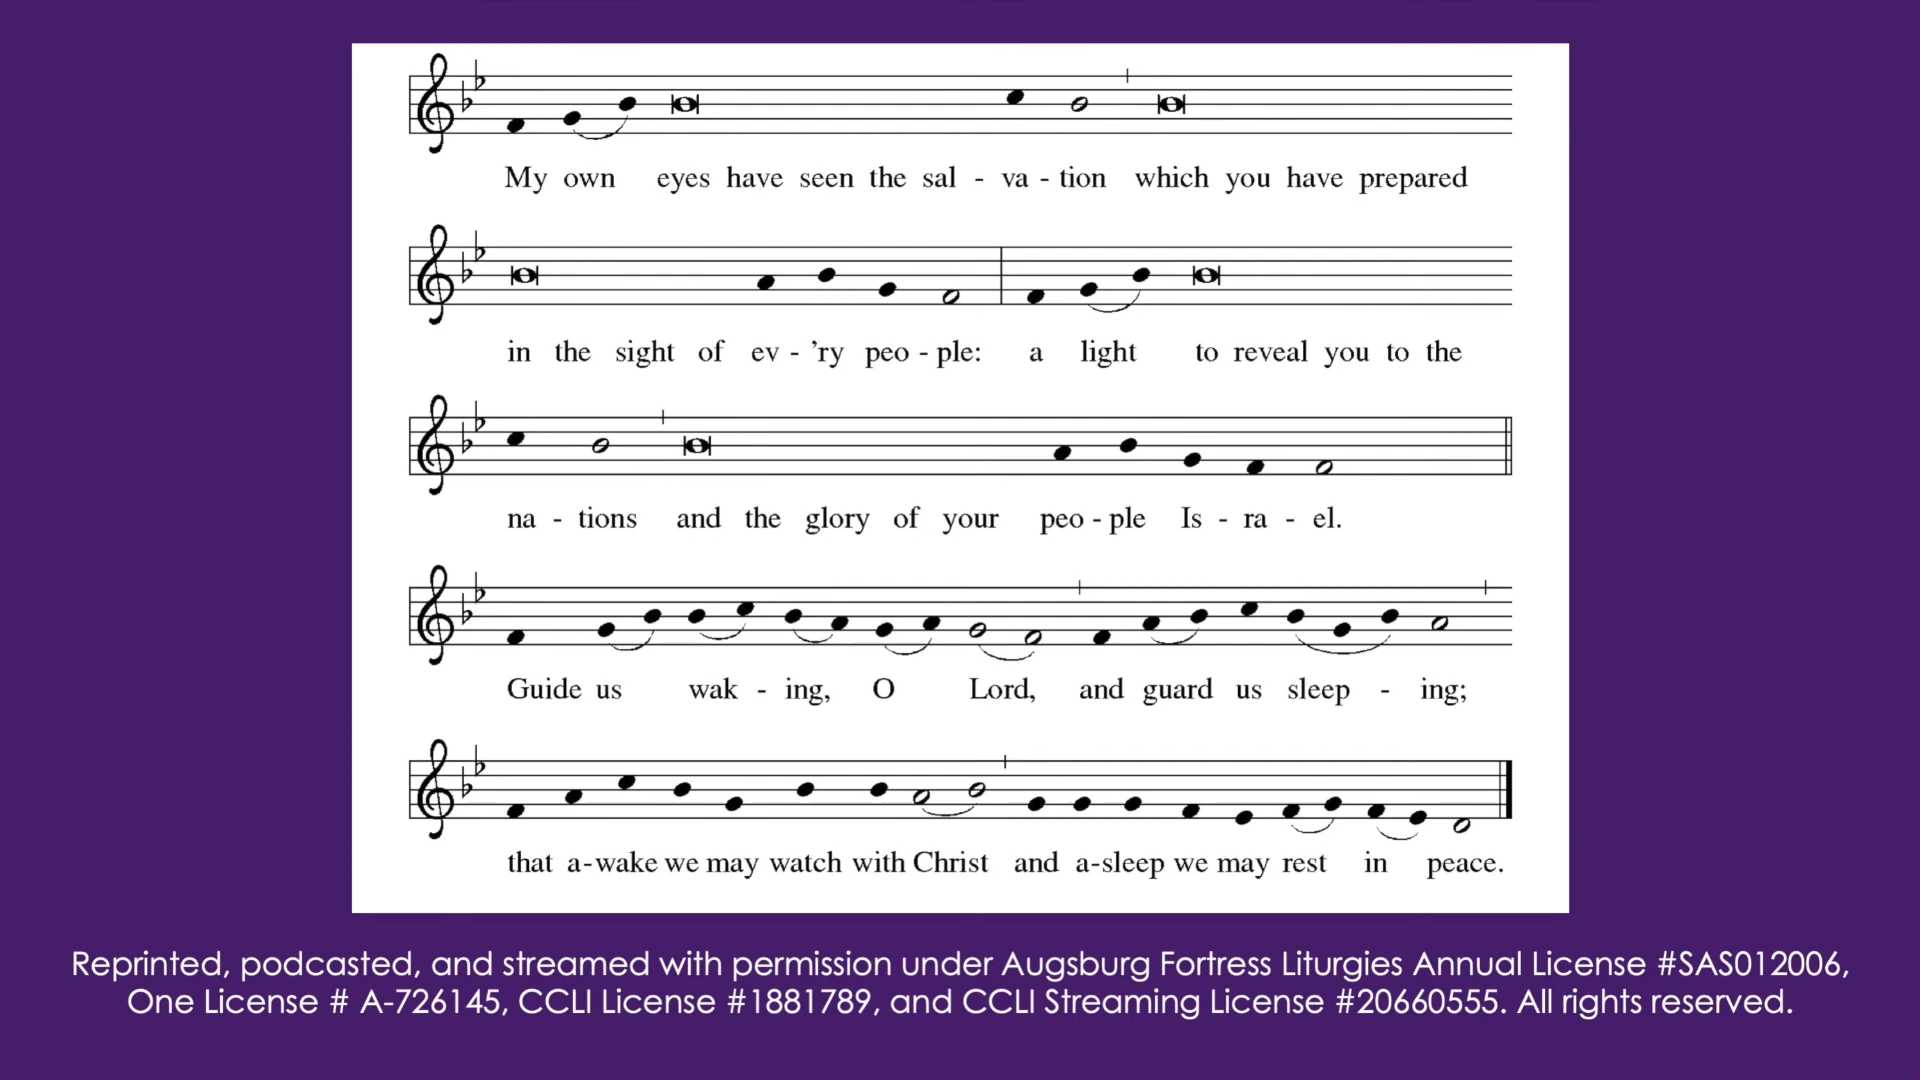 My own eyes have seen the sal - va - tion which you have prepared
in the sight of ev - 'ry peo - ple: a light to reveal you to the
na - tions and the glory of your peo - ple Is - ra - el.
Guide us wak - ing, O Lord, and guard us sleep - ing;
that a-wake we may watch with Christ and a-sleep we may rest in peace.
Reprinted, podcasted, and streamed with permission under Augsburg Fortress Liturgies Annual License #SAS012006,
One License # A-726145, CCLI License #1881789, and CCLI Streaming License #20660555. All rights reserved.